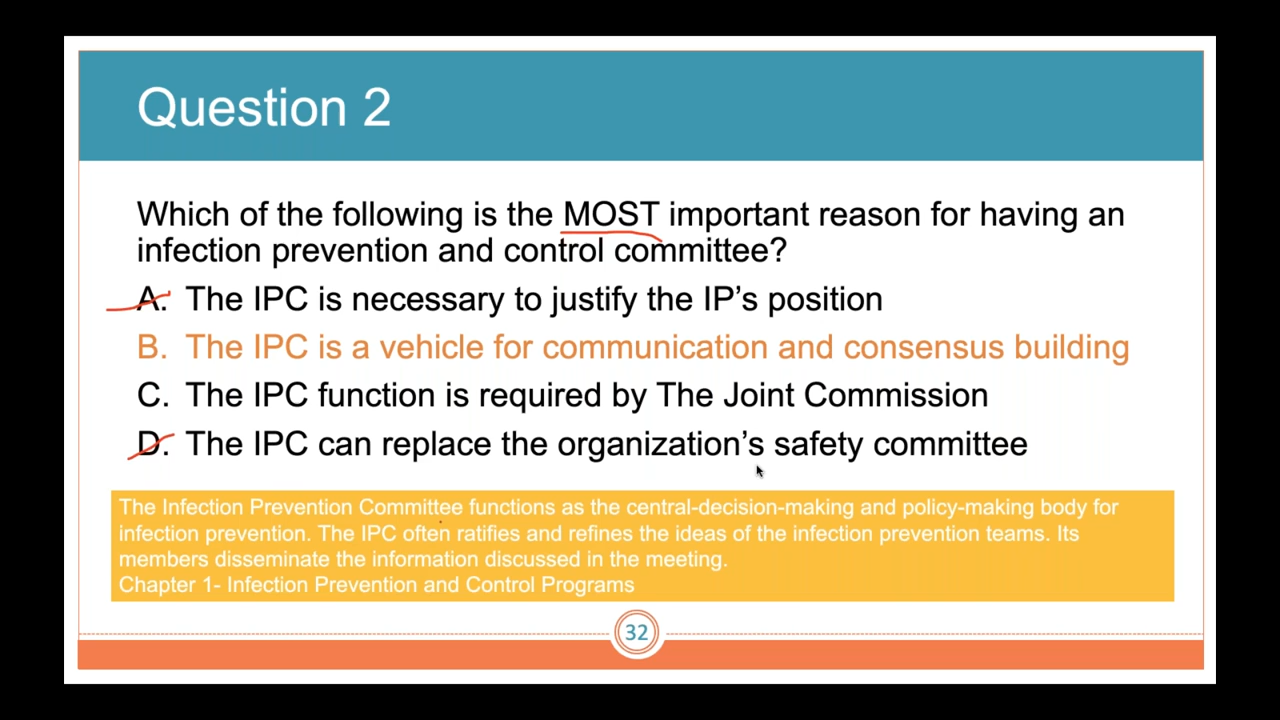 Question 2
Which of the following is the MOST important reason for having an
infection prevention and control committee?
A. The IPC is necessary to justify the IP's position
B. The IPC is a vehicle for communication and consensus building
C. The IPC function is required by The Joint Commission
D. The IPC can replace the organization's safety committee
The Infection Prevention Committee functions as the central-decision-making and policy-making body for
infection prevention. The IPC often ratifies and refines the ideas of the infection prevention teams. Its
members disseminate the information discussed in the meeting.
Chapter 1- Infection Prevention and Control Programs
32